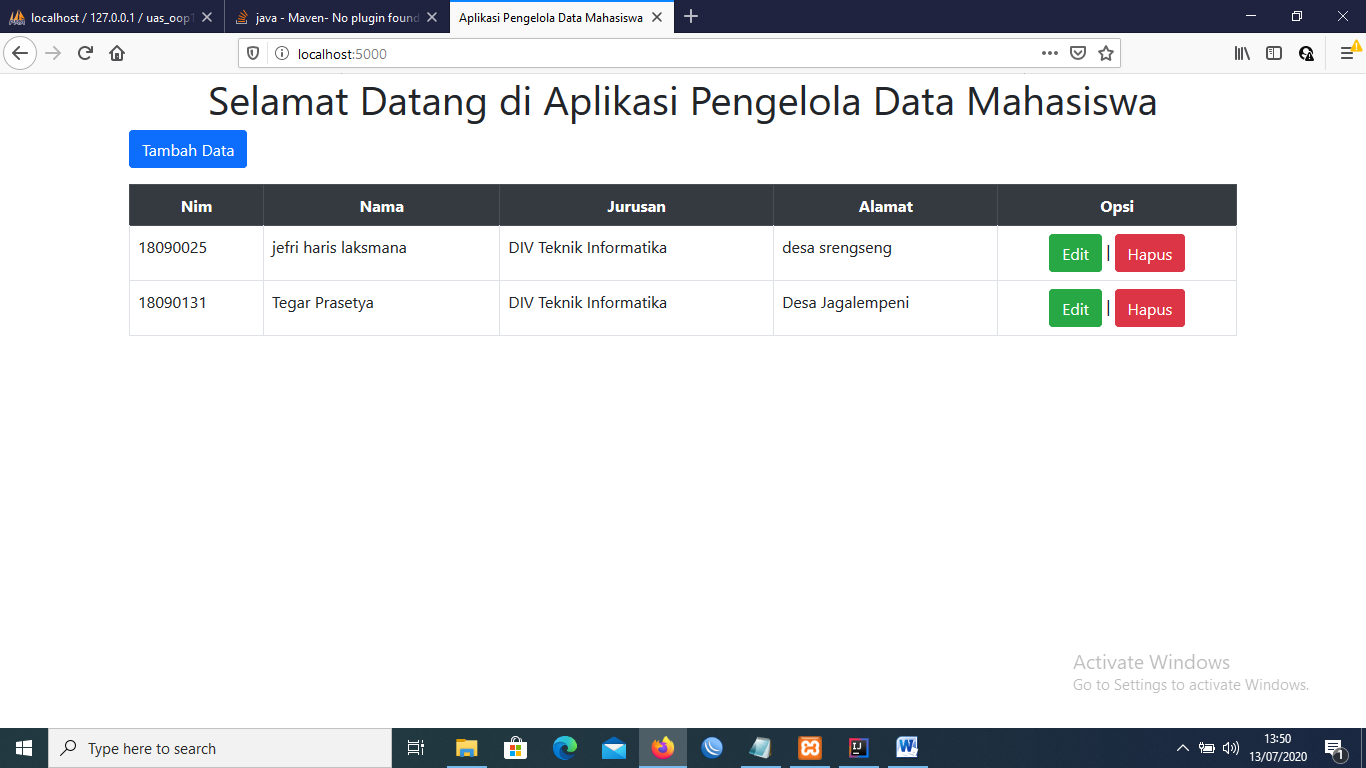 localhost / 127.0.0.1 / uas_oop1
java - Maven- No plugin found
Aplikasi Pengelola Data Mahasiswa
localhost:5000
Selamat Datang di Aplikasi Pengelola Data Mahasiswa
Tambah Data
Nim Nama Jurusan Alamat Opsi
18090025 jefri haris laksmana DIV Teknik Informatika desa srengseng Edit | Hapus
18090131 Tegar Prasetya DIV Teknik Informatika Desa Jagalempeni Edit | Hapus
Activate Windows
Go to Settings to activate Windows.
Type here to search
13:50
13/07/2020
1